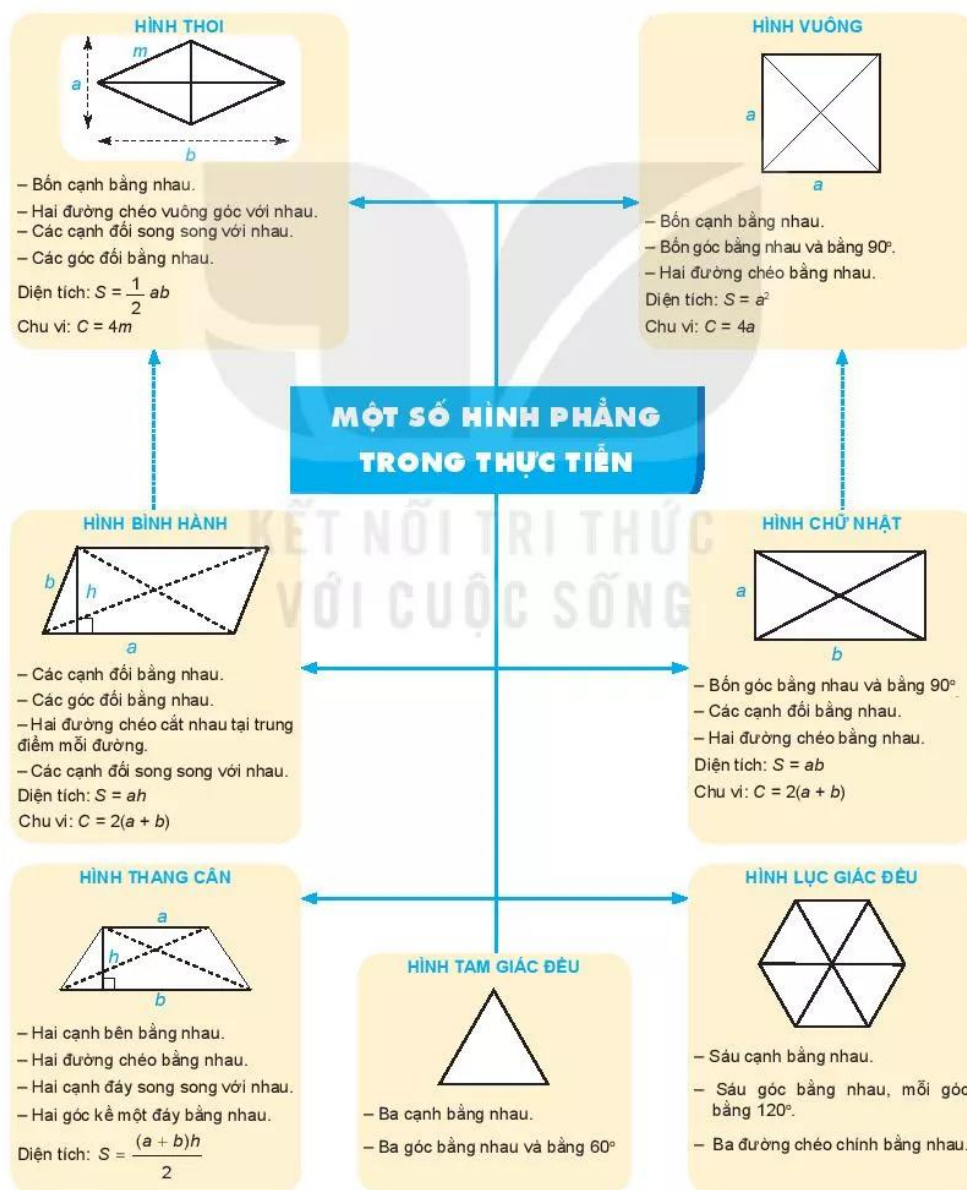 HÌNH THOI
m
a
b
– Bốn cạnh bằng nhau.
– Hai đường chéo vuông góc với nhau.
– Các cạnh đối song song với nhau.
– Các góc đối bằng nhau.
Diện tích: S = 1/2 ab
Chu vi: C = 4m
HÌNH VUÔNG
a
a
– Bốn cạnh bằng nhau.
– Bốn góc bằng nhau và bằng 90°.
– Hai đường chéo bằng nhau.
Diện tích: S = a²
Chu vi: C = 4a
MỘT SỐ HÌNH PHẲNG
TRONG THỰC TIỄN
KẾT NỐI TRI THỨC
VỚI CUỘC SỐNG
HÌNH BÌNH HÀNH
b
h
a
– Các cạnh đối bằng nhau.
– Các góc đối bằng nhau.
– Hai đường chéo cắt nhau tại trung
điểm mỗi đường.
– Các cạnh đối song song với nhau.
Diện tích: S = ah
Chu vi: C = 2(a + b)
HÌNH CHỮ NHẬT
a
b
– Bốn góc bằng nhau và bằng 90°.
– Các cạnh đối bằng nhau.
– Hai đường chéo bằng nhau.
Diện tích: S = ab
Chu vi: C = 2(a + b)
HÌNH THANG CÂN
a
h
b
– Hai cạnh bên bằng nhau.
– Hai đường chéo bằng nhau.
– Hai cạnh đáy song song với nhau.
– Hai góc kề một đáy bằng nhau.
Diện tích: S = (a + b)h / 2
HÌNH TAM GIÁC ĐỀU
– Ba cạnh bằng nhau.
– Ba góc bằng nhau và bằng 60°
HÌNH LỤC GIÁC ĐỀU
– Sáu cạnh bằng nhau.
– Sáu góc bằng nhau, mỗi góc
bằng 120°.
– Ba đường chéo chính bằng nhau.